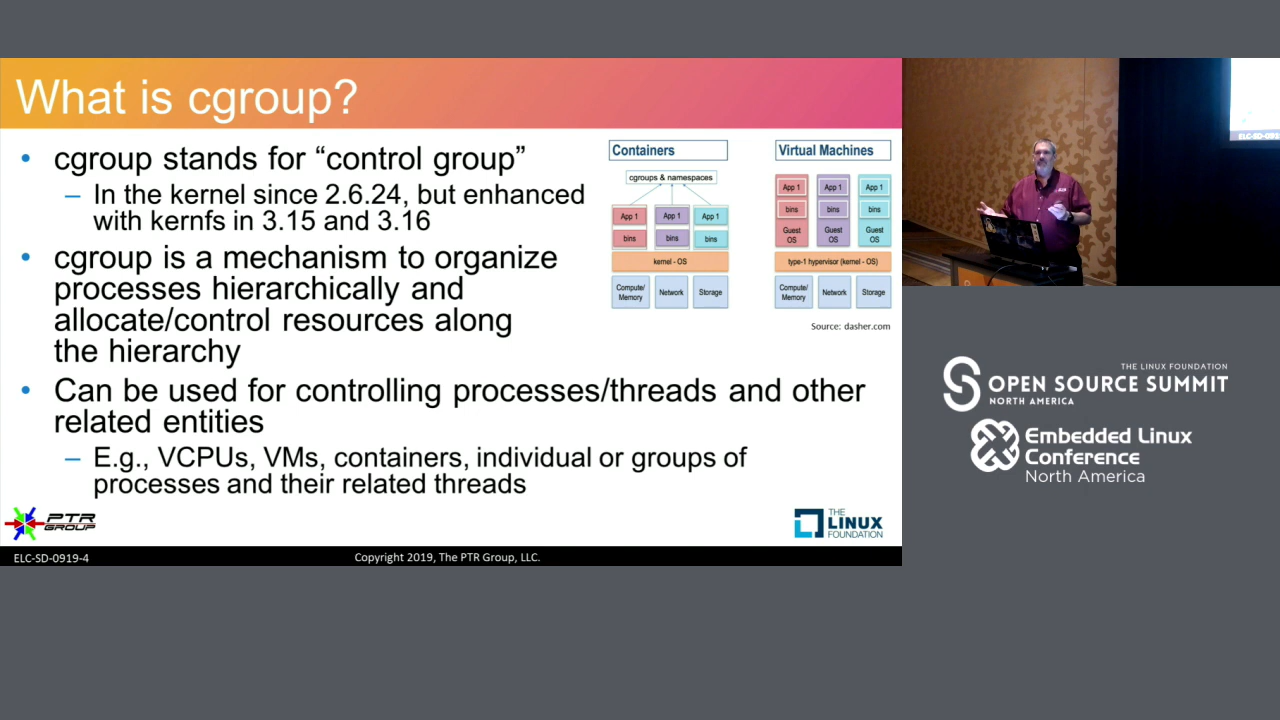 What is cgroup?
• cgroup stands for “control group”
– In the kernel since 2.6.24, but enhanced
with kernfs in 3.15 and 3.16
• cgroup is a mechanism to organize
processes hierarchically and
allocate/control resources along
the hierarchy
• Can be used for controlling processes/threads and other
related entities
– E.g., VCPUs, VMs, containers, individual or groups of
processes and their related threads
Containers
cgroups & namespaces
App 1 App 1 App 1
bins bins bins
kernel - OS
Compute/
Memory
Network
Storage
Virtual Machines
App 1 App 1 App 1
bins bins bins
Guest
OS
Guest
OS
Guest
OS
type-1 hypervisor (kernel - OS)
Compute/
Memory
Network
Storage
Source: dasher.com
PTR
GROUP
THE
LINUX
FOUNDATION
ELC-SD-0919-4
Copyright 2019, The PTR Group, LLC.
ELC-SD-0919
THE LINUX FOUNDATION
OPEN SOURCE SUMMIT
NORTH AMERICA
Embedded Linux
Conference
North America